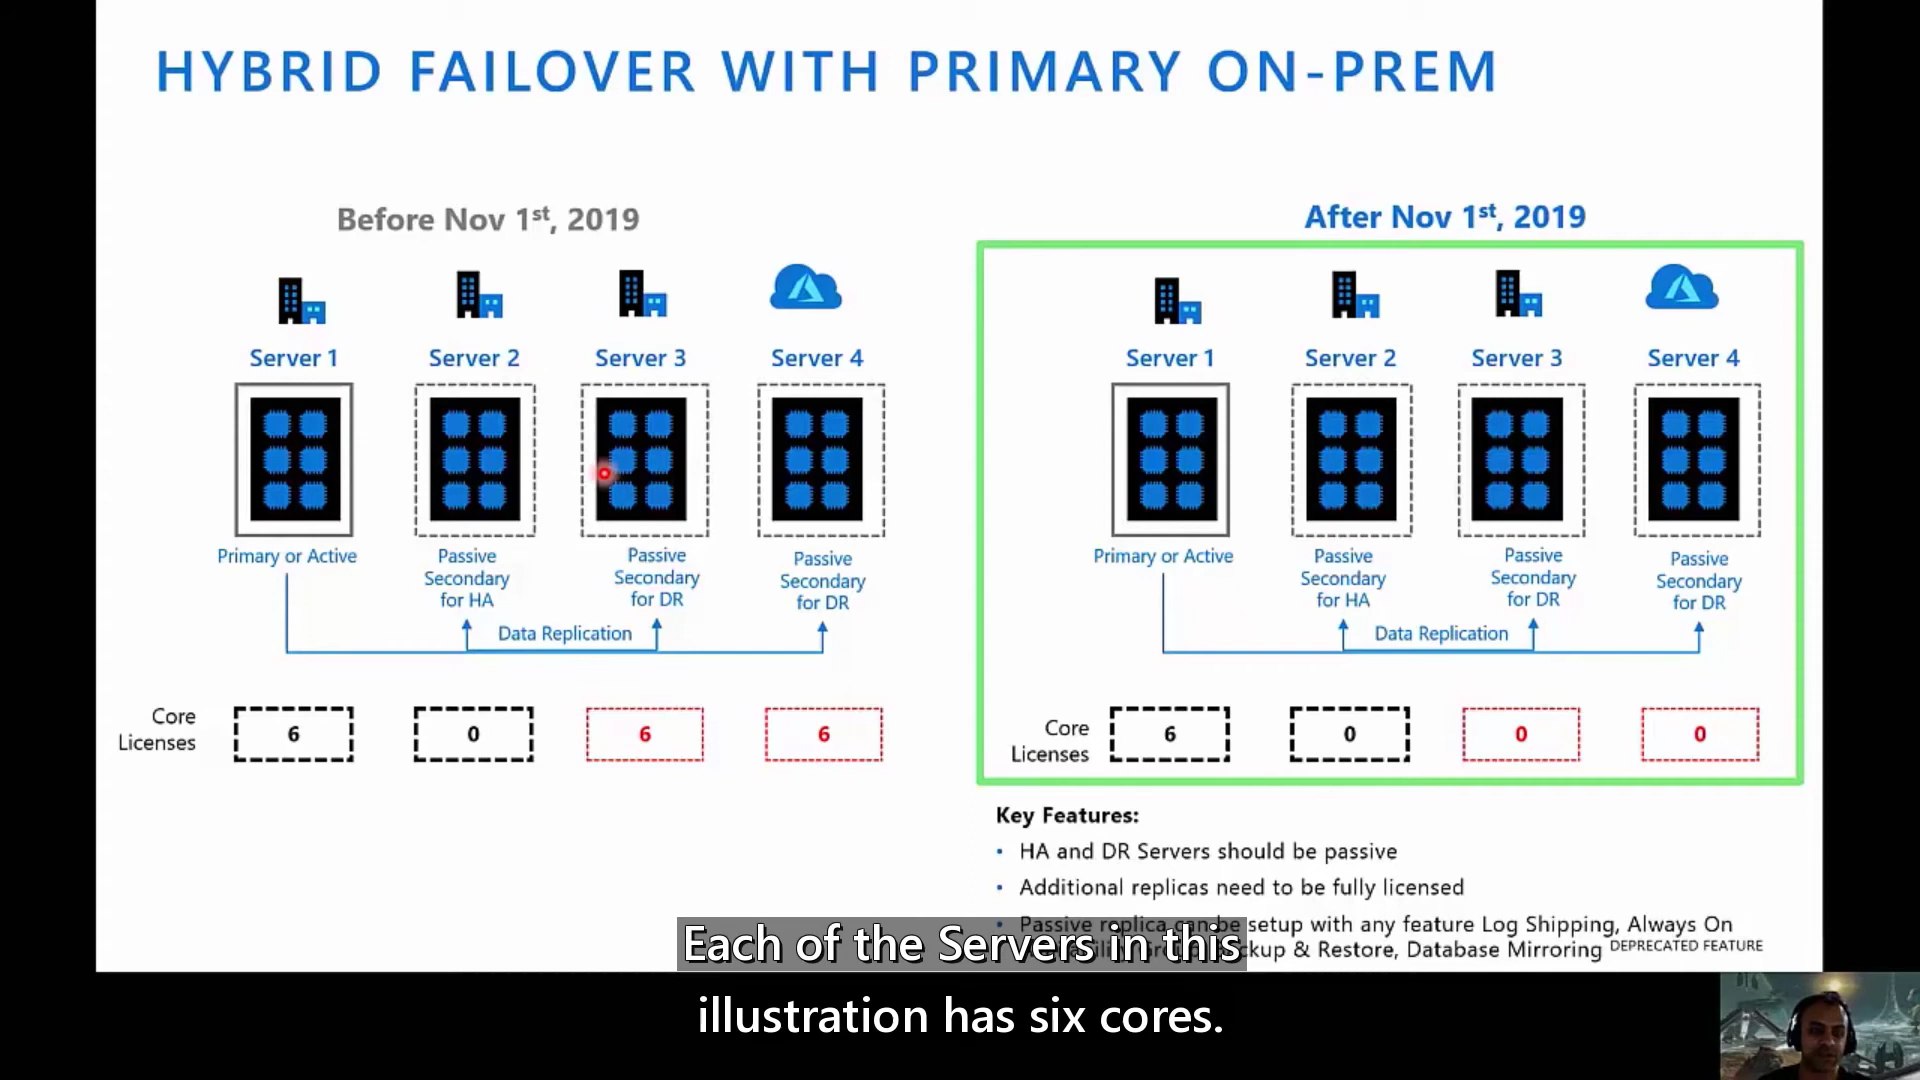 HYBRID FAILOVER WITH PRIMARY ON-PREM
Before Nov 1st, 2019
Server 1
Server 2
Server 3
Server 4
Primary or Active
Passive
Secondary
for HA
Passive
Secondary
for DR
Passive
Secondary
for DR
Data Replication
Core
Licenses
6
0
6
6
After Nov 1st, 2019
Server 1
Server 2
Server 3
Server 4
Primary or Active
Passive
Secondary
for HA
Passive
Secondary
for DR
Passive
Secondary
for DR
Data Replication
Core
Licenses
6
0
0
0
Key Features:
• HA and DR Servers should be passive
• Additional replicas need to be fully licensed
• Passive replica can be setup with any feature Log Shipping, Always On
& Restore, Database Mirroring DEPRECATED FEATURE
Each of the Servers in this
illustration has six cores.